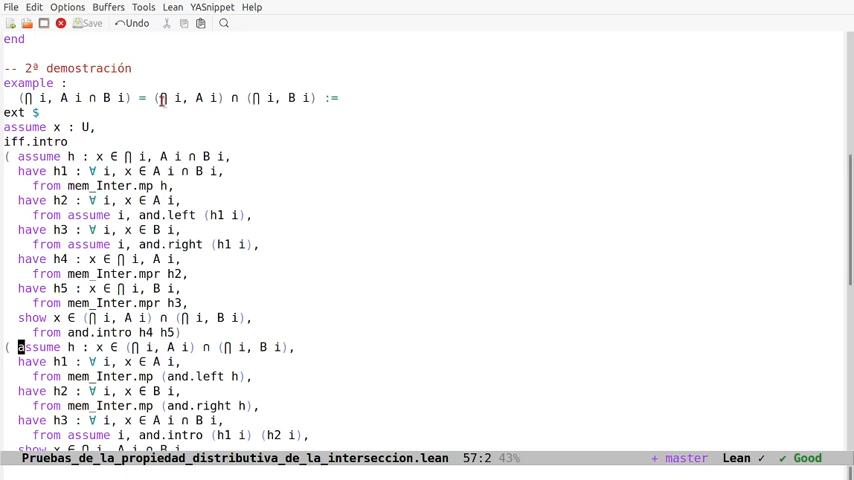 File Edit Options Buffers Tools Lean YASnippet Help
Save Undo
end
-- 2ª demostración
example :
(⋂ i, A i ∩ B i) = (⋂ i, A i) ∩ (⋂ i, B i) :=
ext $
assume x : U,
iff.intro
( assume h : x ∈ ⋂ i, A i ∩ B i,
have h1 : ∀ i, x ∈ A i ∩ B i,
from mem_Inter.mp h,
have h2 : ∀ i, x ∈ A i,
from assume i, and.left (h1 i),
have h3 : ∀ i, x ∈ B i,
from assume i, and.right (h1 i),
have h4 : x ∈ ⋂ i, A i,
from mem_Inter.mpr h2,
have h5 : x ∈ ⋂ i, B i,
from mem_Inter.mpr h3,
show x ∈ (⋂ i, A i) ∩ (⋂ i, B i),
from and.intro h4 h5)
( assume h : x ∈ (⋂ i, A i) ∩ (⋂ i, B i),
have h1 : ∀ i, x ∈ A i,
from mem_Inter.mp (and.left h),
have h2 : ∀ i, x ∈ B i,
from mem_Inter.mp (and.right h),
have h3 : ∀ i, x ∈ A i ∩ B i,
from assume i, and.intro (h1 i) (h2 i),
show x ∈ ⋂ i, A i ∩ B i,
Pruebas_de_la_propiedad_distributiva_de_la_interseccion.lean 57:2 43% + master Lean ✓ ✔ Good